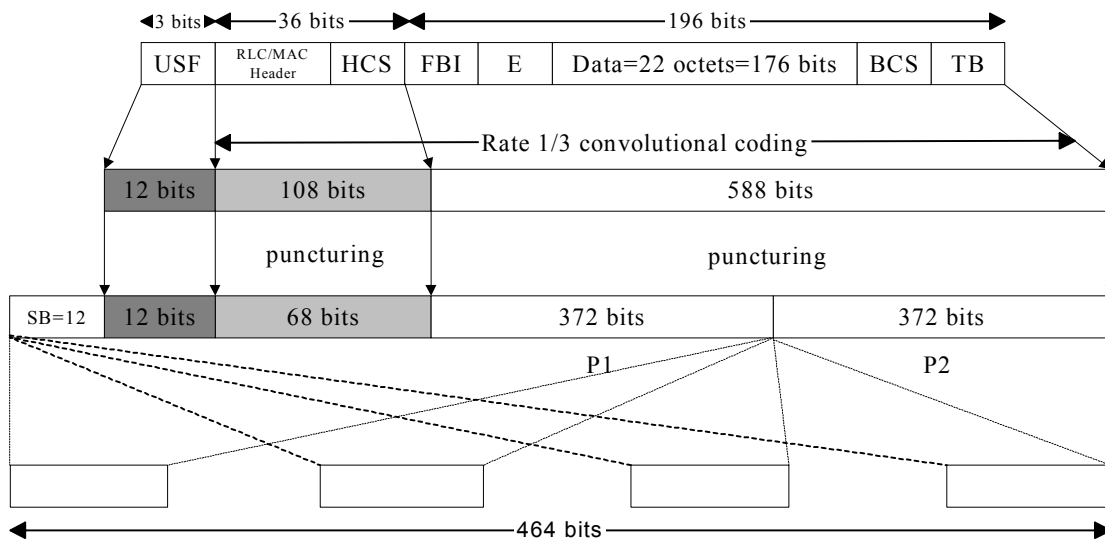 3 bits 36 bits 196 bits
USF RLC/MAC Header HCS FBI E Data=22 octets=176 bits BCS TB
Rate 1/3 convolutional coding
12 bits 108 bits 588 bits
puncturing puncturing
SB=12 12 bits 68 bits 372 bits 372 bits
P1 P2
464 bits